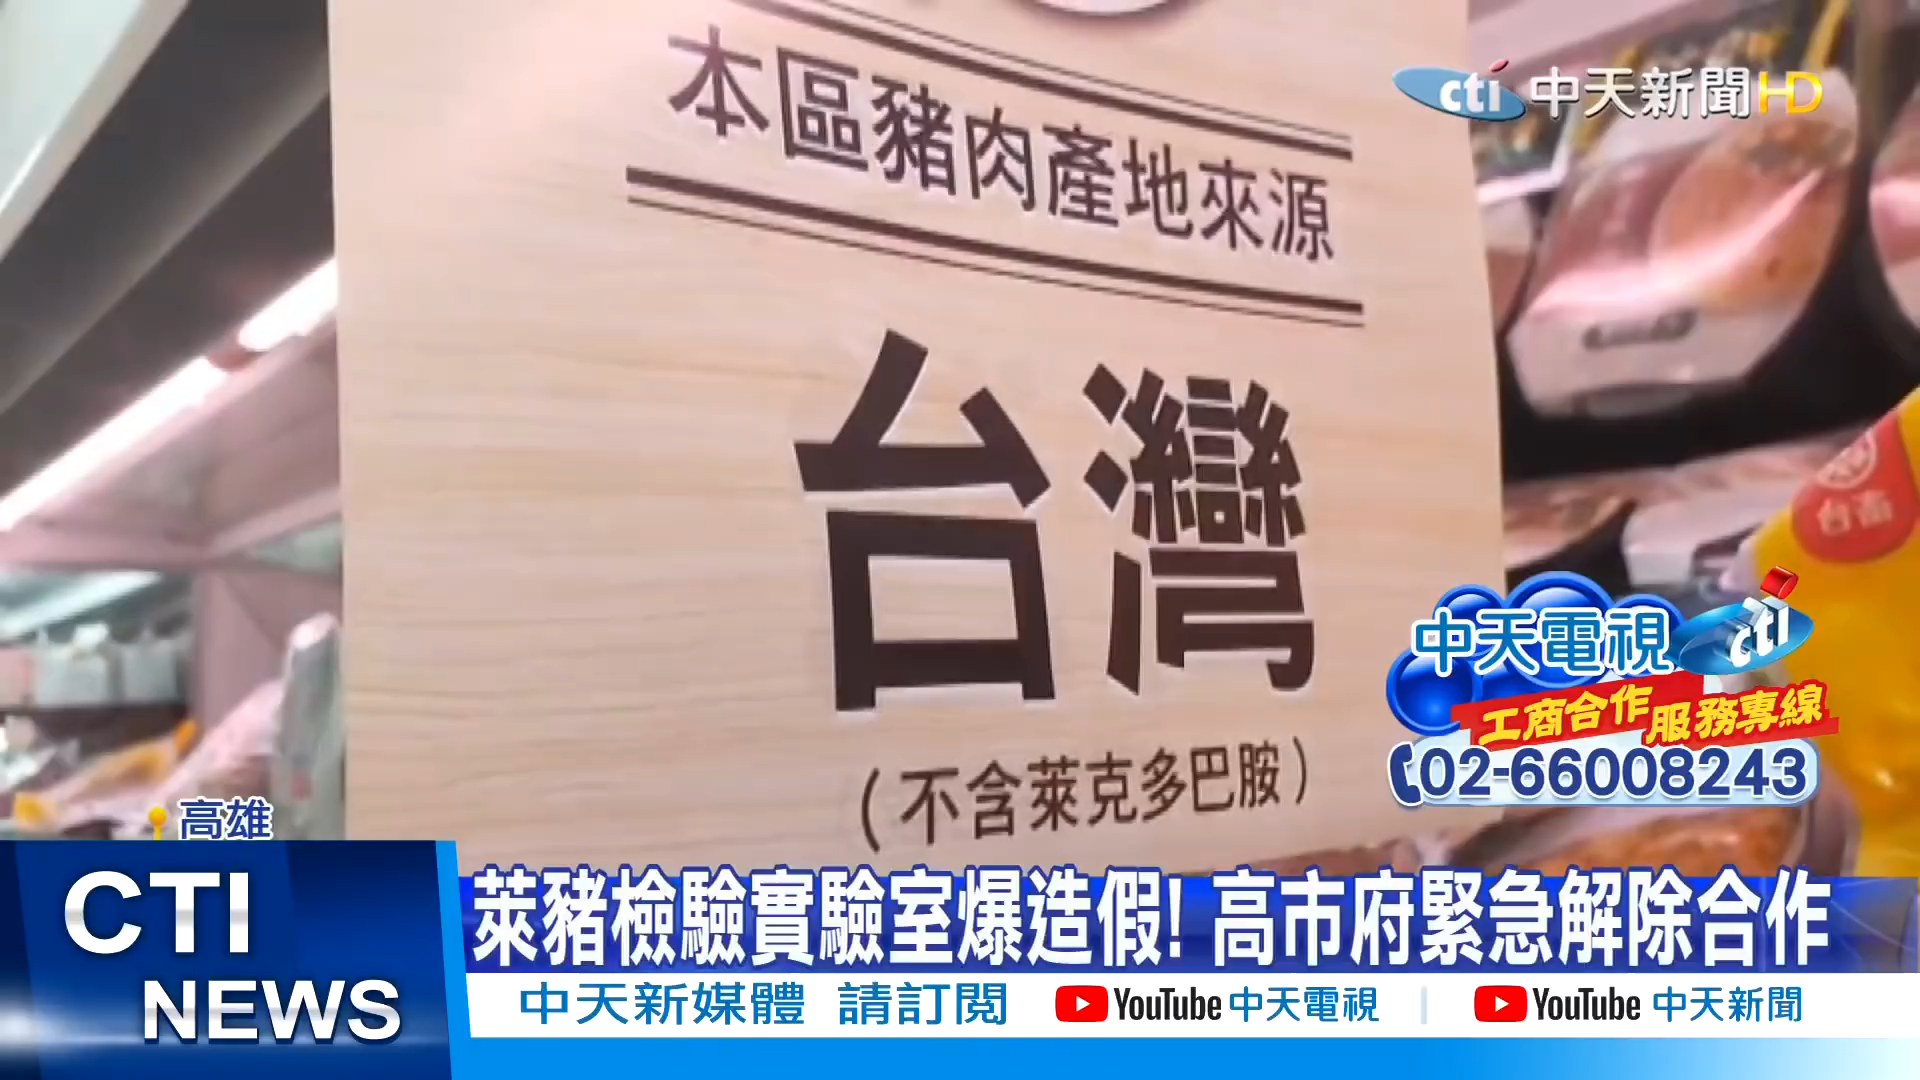 本區豬肉產地來源
cti 中天新聞HD
台灣
台畜
(不含萊克多巴胺)
中天電視 cti
工商合作 服務專線
02-66008243
高雄
CTI NEWS
萊豬檢驗實驗室爆造假! 高市府緊急解除合作
中天新媒體 請訂閱 YouTube 中天電視 | YouTube 中天新聞